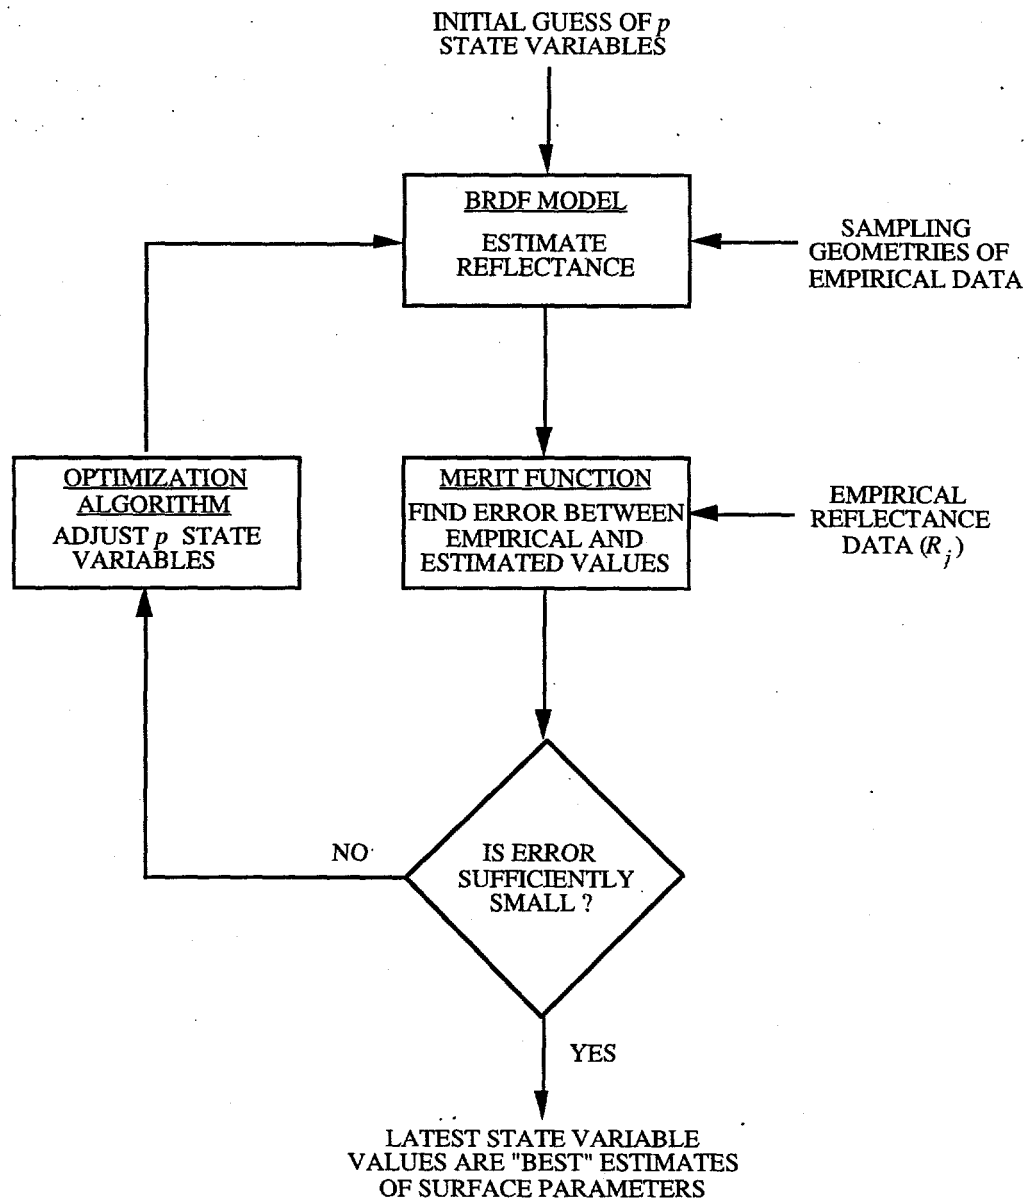 INITIAL GUESS OF p
STATE VARIABLES
BRDF MODEL
ESTIMATE
REFLECTANCE
SAMPLING
GEOMETRIES OF
EMPIRICAL DATA
OPTIMIZATION
ALGORITHM
ADJUST p STATE
VARIABLES
MERIT FUNCTION
FIND ERROR BETWEEN
EMPIRICAL AND
ESTIMATED VALUES
EMPIRICAL
REFLECTANCE
DATA (R_j)
NO
IS ERROR
SUFFICIENTLY
SMALL ?
YES
LATEST STATE VARIABLE
VALUES ARE "BEST" ESTIMATES
OF SURFACE PARAMETERS